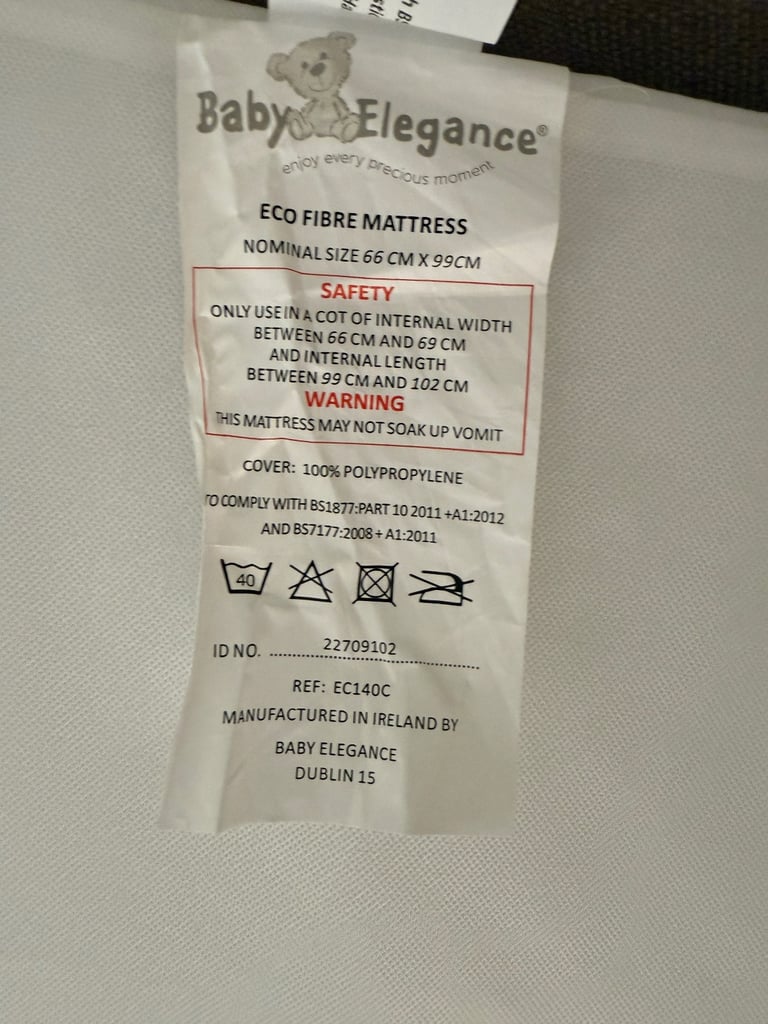 Baby Elegance®
enjoy every precious moment
ECO FIBRE MATTRESS
NOMINAL SIZE 66 CM X 99CM
SAFETY
ONLY USE IN A COT OF INTERNAL WIDTH
BETWEEN 66 CM AND 69 CM
AND INTERNAL LENGTH
BETWEEN 99 CM AND 102 CM
WARNING
THIS MATTRESS MAY NOT SOAK UP VOMIT
COVER: 100% POLYPROPYLENE
TO COMPLY WITH BS1877:PART 10 2011 +A1:2012
AND BS7177:2008 + A1:2011
40
ID NO. 22709102
REF: EC140C
MANUFACTURED IN IRELAND BY
BABY ELEGANCE
DUBLIN 15